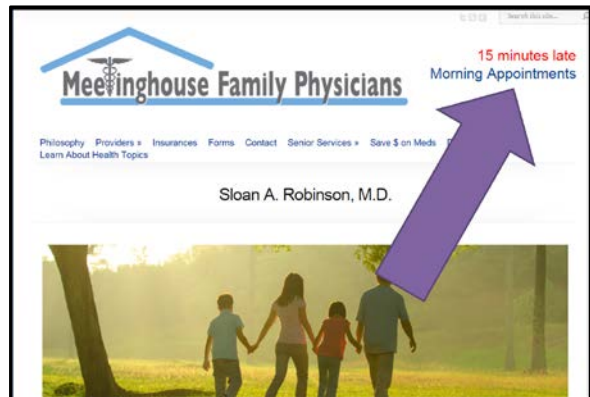 Search this site...
15 minutes late
Morning Appointments
Meetinghouse Family Physicians
Philosophy Providers » Insurances Forms Contact Senior Services » Save $ on Meds
Learn About Health Topics
Sloan A. Robinson, M.D.